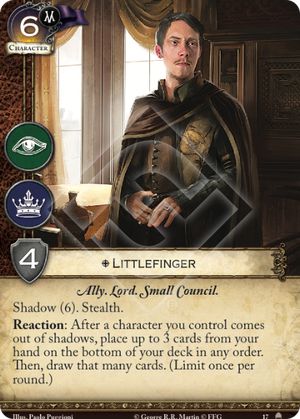 6
Character
Littlefinger
4
Ally. Lord. Small Council.
Shadow (6). Stealth.
Reaction: After a character you control comes
out of shadows, place up to 3 cards from your
hand on the bottom of your deck in any order.
Then, draw that many cards. (Limit once per
round.)
Illus. Paolo Puggioni
© George R.R. Martin © FFG
17